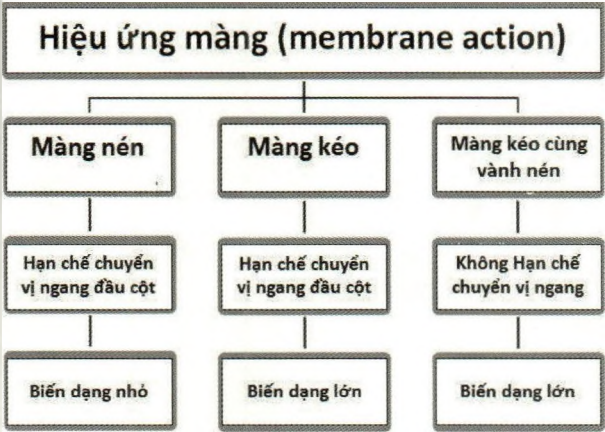 Hiệu ứng màng (membrane action)
Màng nén
Màng kéo
Màng kéo cùng
vành nén
Hạn chế chuyển
vị ngang đầu cột
Hạn chế chuyển
vị ngang đầu cột
Không Hạn chế
chuyển vị ngang
Biến dạng nhỏ
Biến dạng lớn
Biến dạng lớn